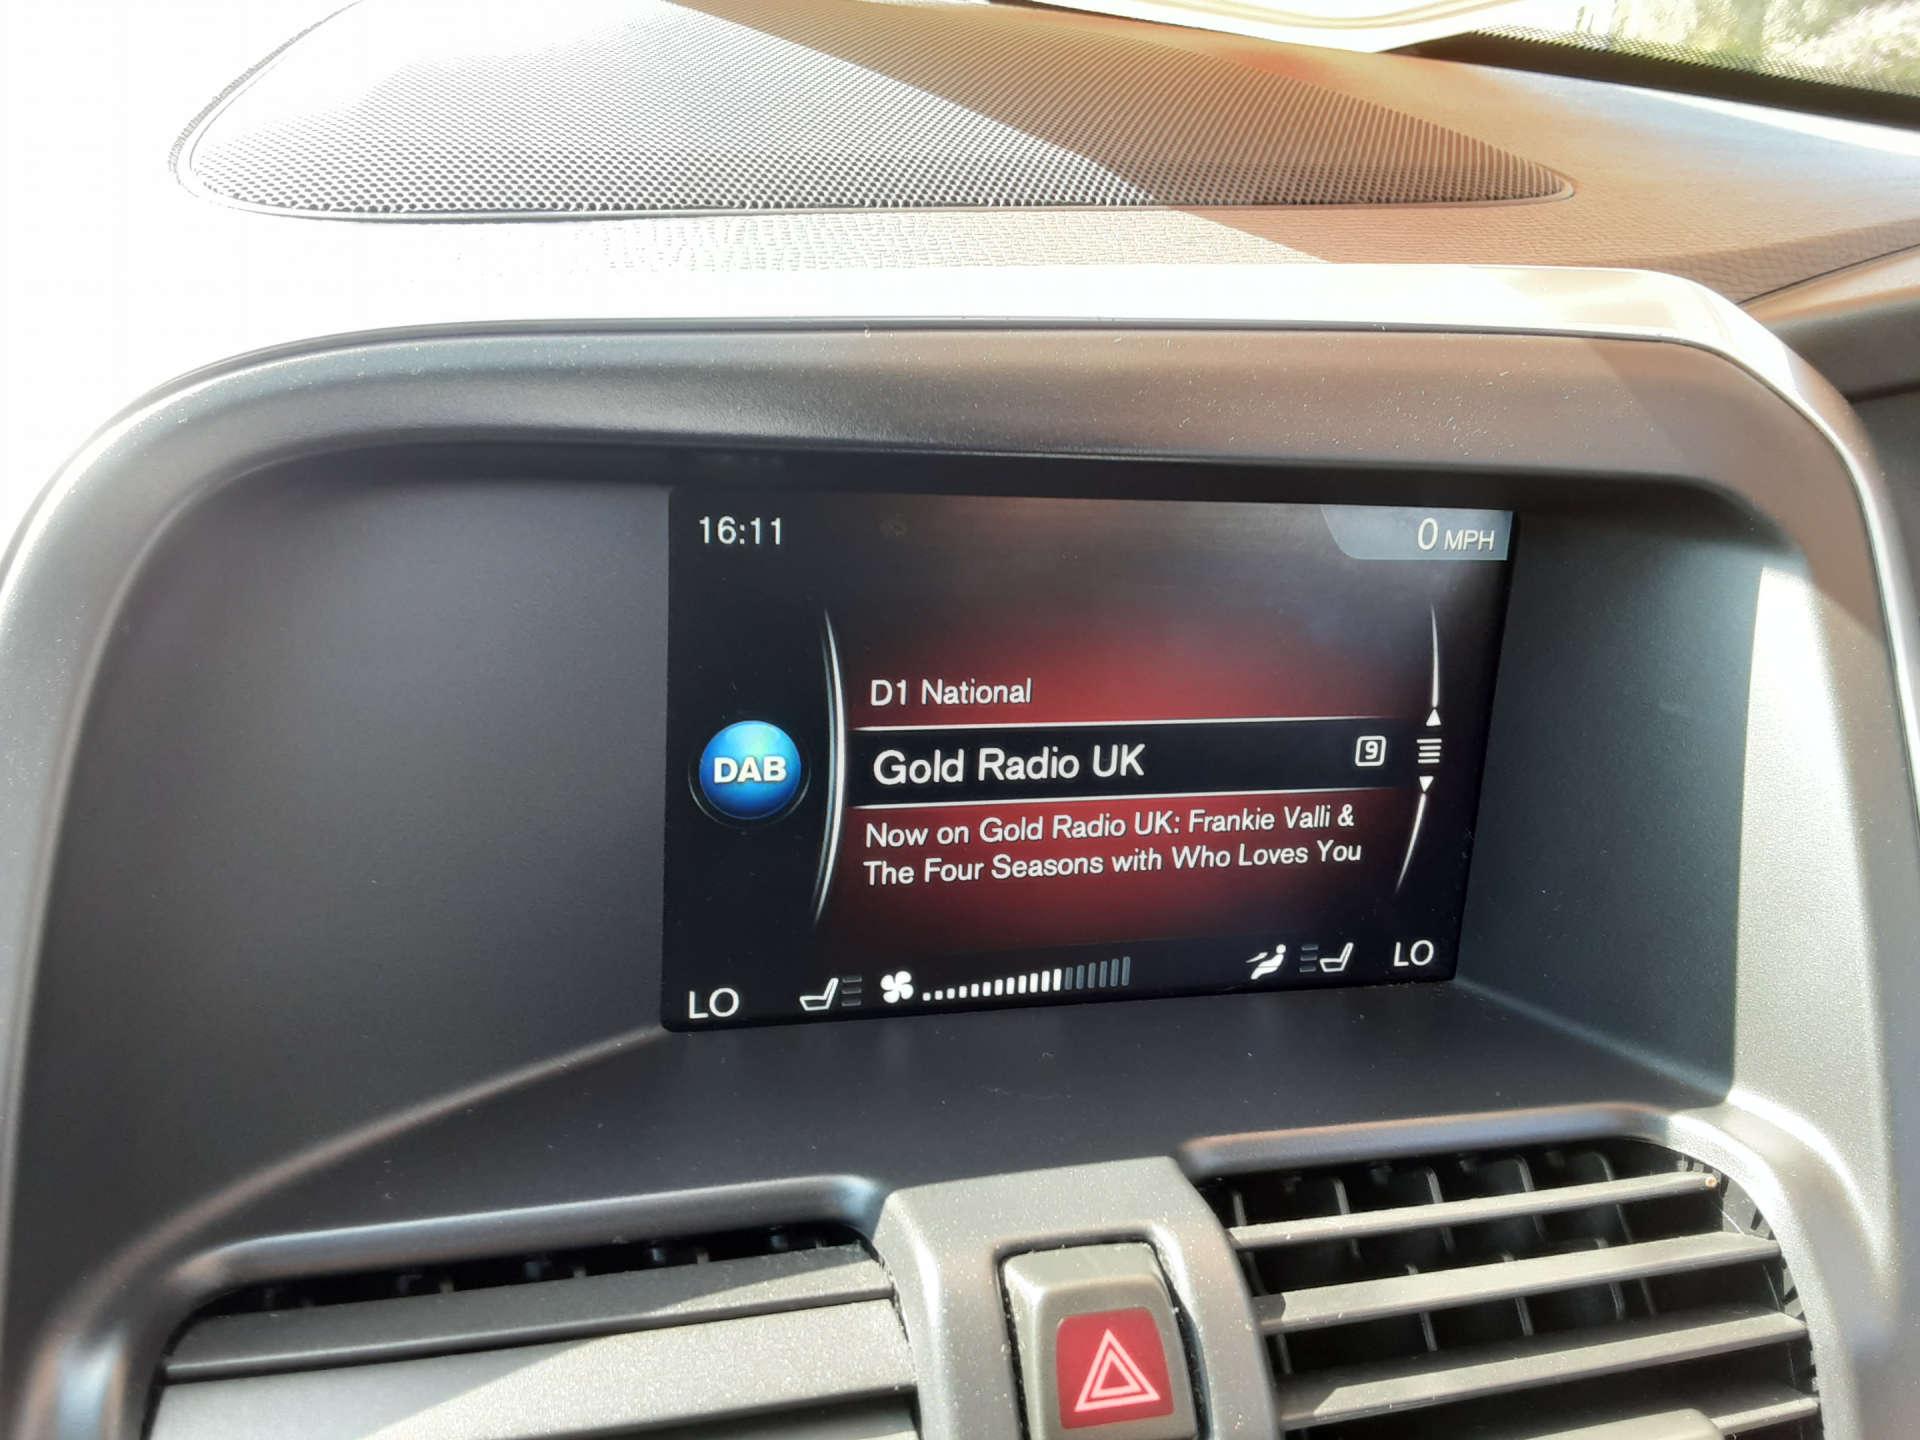 16:11
0 MPH
D1 National
DAB
Gold Radio UK
9
Now on Gold Radio UK: Frankie Valli &
The Four Seasons with Who Loves You
LO
LO